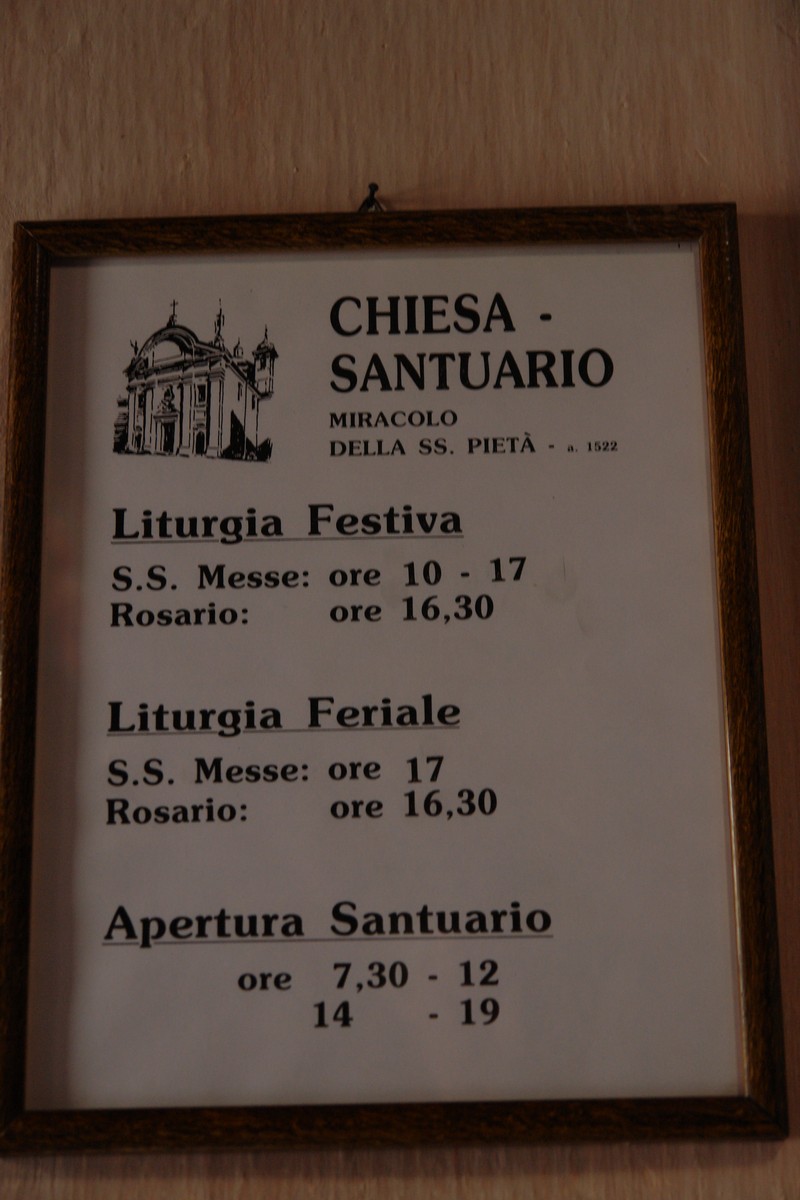 CHIESA -
SANTUARIO
MIRACOLO
DELLA SS. PIETÀ - a. 1522
Liturgia Festiva
S.S. Messe: ore 10 - 17
Rosario: ore 16,30
Liturgia Feriale
S.S. Messe: ore 17
Rosario: ore 16,30
Apertura Santuario
ore 7,30 - 12
14 - 19